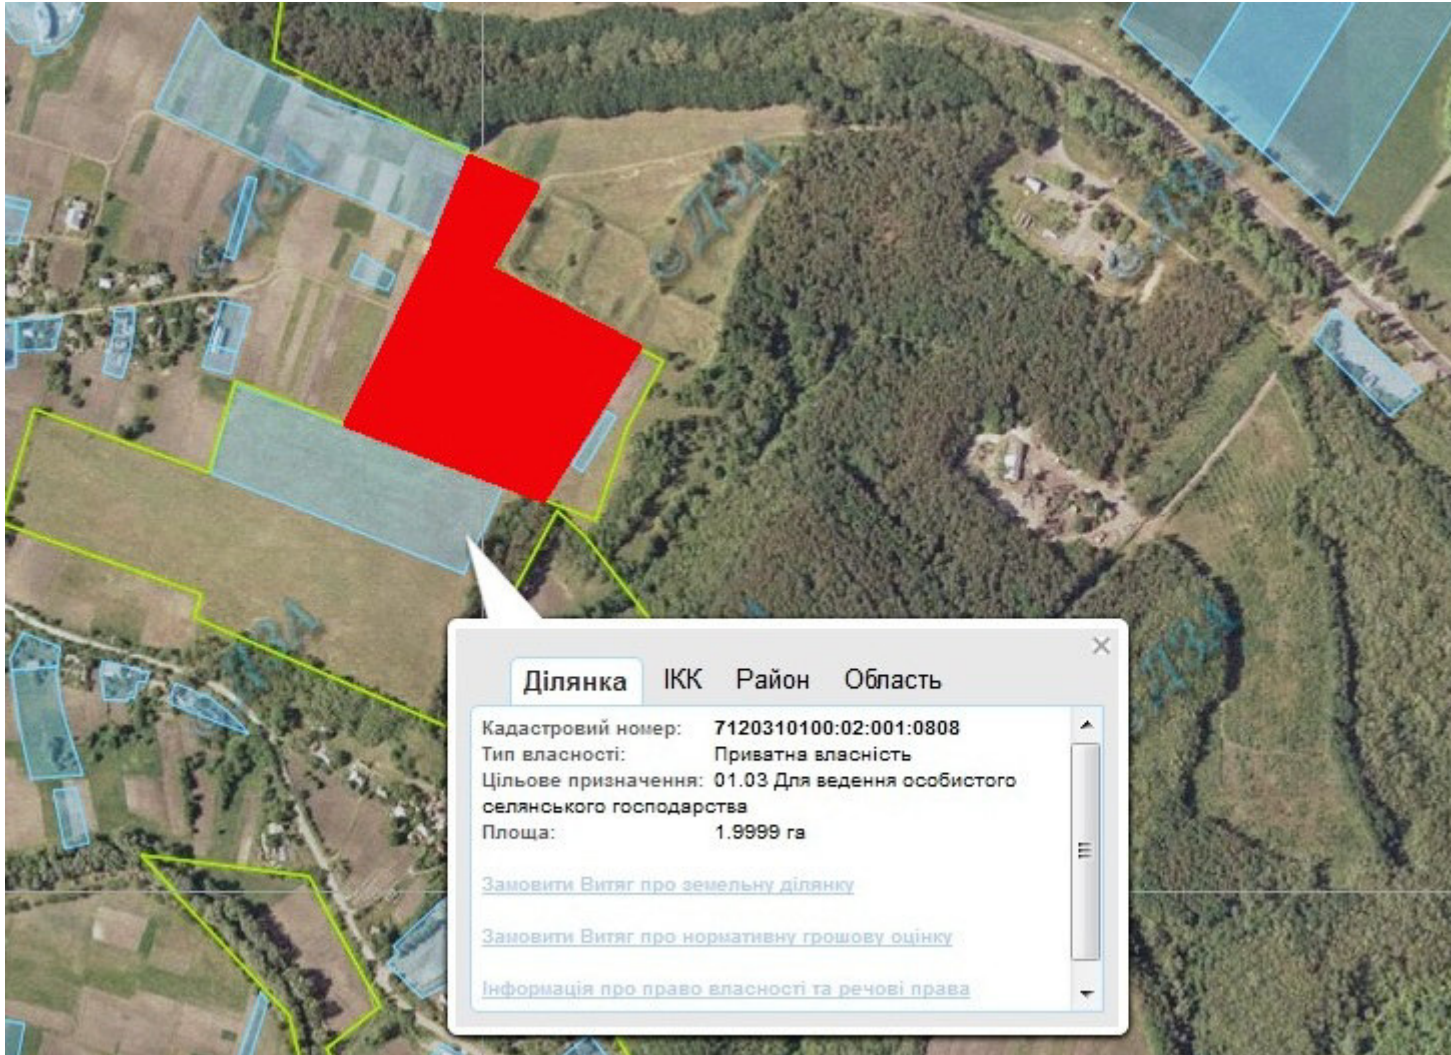 Ділянка ІКК Район Область
Кадастровий номер: 7120310100:02:001:0808
Тип власності: Приватна власність
Цільове призначення: 01.03 Для ведення особистого
селянського господарства
Площа: 1.9999 га
Замовити Витяг про земельну ділянку
Замовити Витяг про нормативну грошову оцінку
Інформація про право власності та речові права